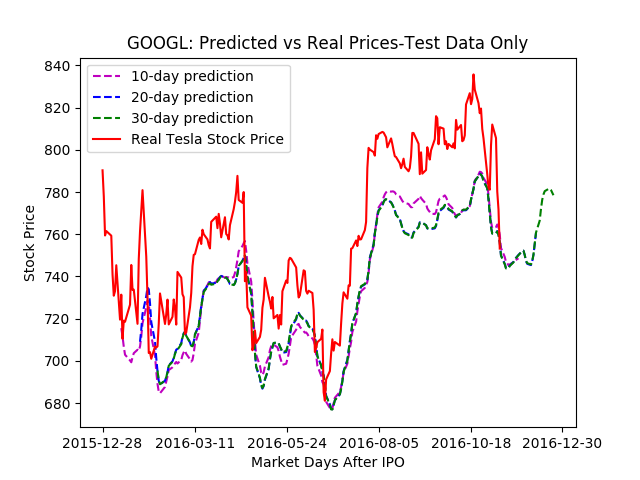 GOOGL: Predicted vs Real Prices-Test Data Only
10-day prediction
20-day prediction
30-day prediction
Real Tesla Stock Price
Stock Price
840
820
800
780
760
740
720
700
680
2015-12-28 2016-03-11 2016-05-24 2016-08-05 2016-10-18 2016-12-30
Market Days After IPO